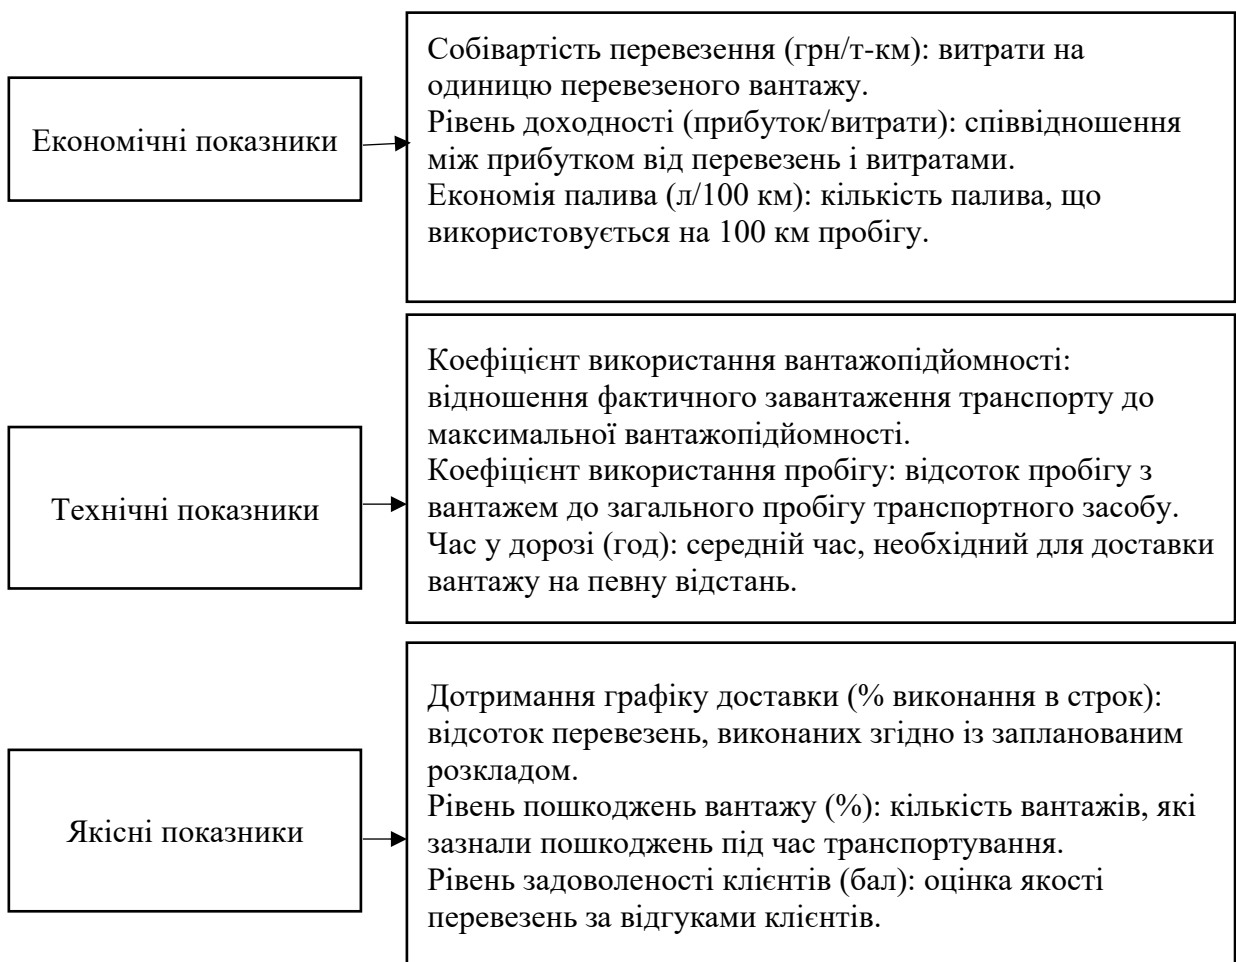 Економічні показники
Собівартість перевезення (грн/т-км): витрати на
одиницю перевезеного вантажу.
Рівень доходності (прибуток/витрати): співвідношення
між прибутком від перевезень і витратами.
Економія палива (л/100 км): кількість палива, що
використовується на 100 км пробігу.
Технічні показники
Коефіцієнт використання вантажопідйомності:
відношення фактичного завантаження транспорту до
максимальної вантажопідйомності.
Коефіцієнт використання пробігу: відсоток пробігу з
вантажем до загального пробігу транспортного засобу.
Час у дорозі (год): середній час, необхідний для доставки
вантажу на певну відстань.
Якісні показники
Дотримання графіку доставки (% виконання в строк):
відсоток перевезень, виконаних згідно із запланованим
розкладом.
Рівень пошкоджень вантажу (%): кількість вантажів, які
зазнали пошкоджень під час транспортування.
Рівень задоволеності клієнтів (бал): оцінка якості
перевезень за відгуками клієнтів.